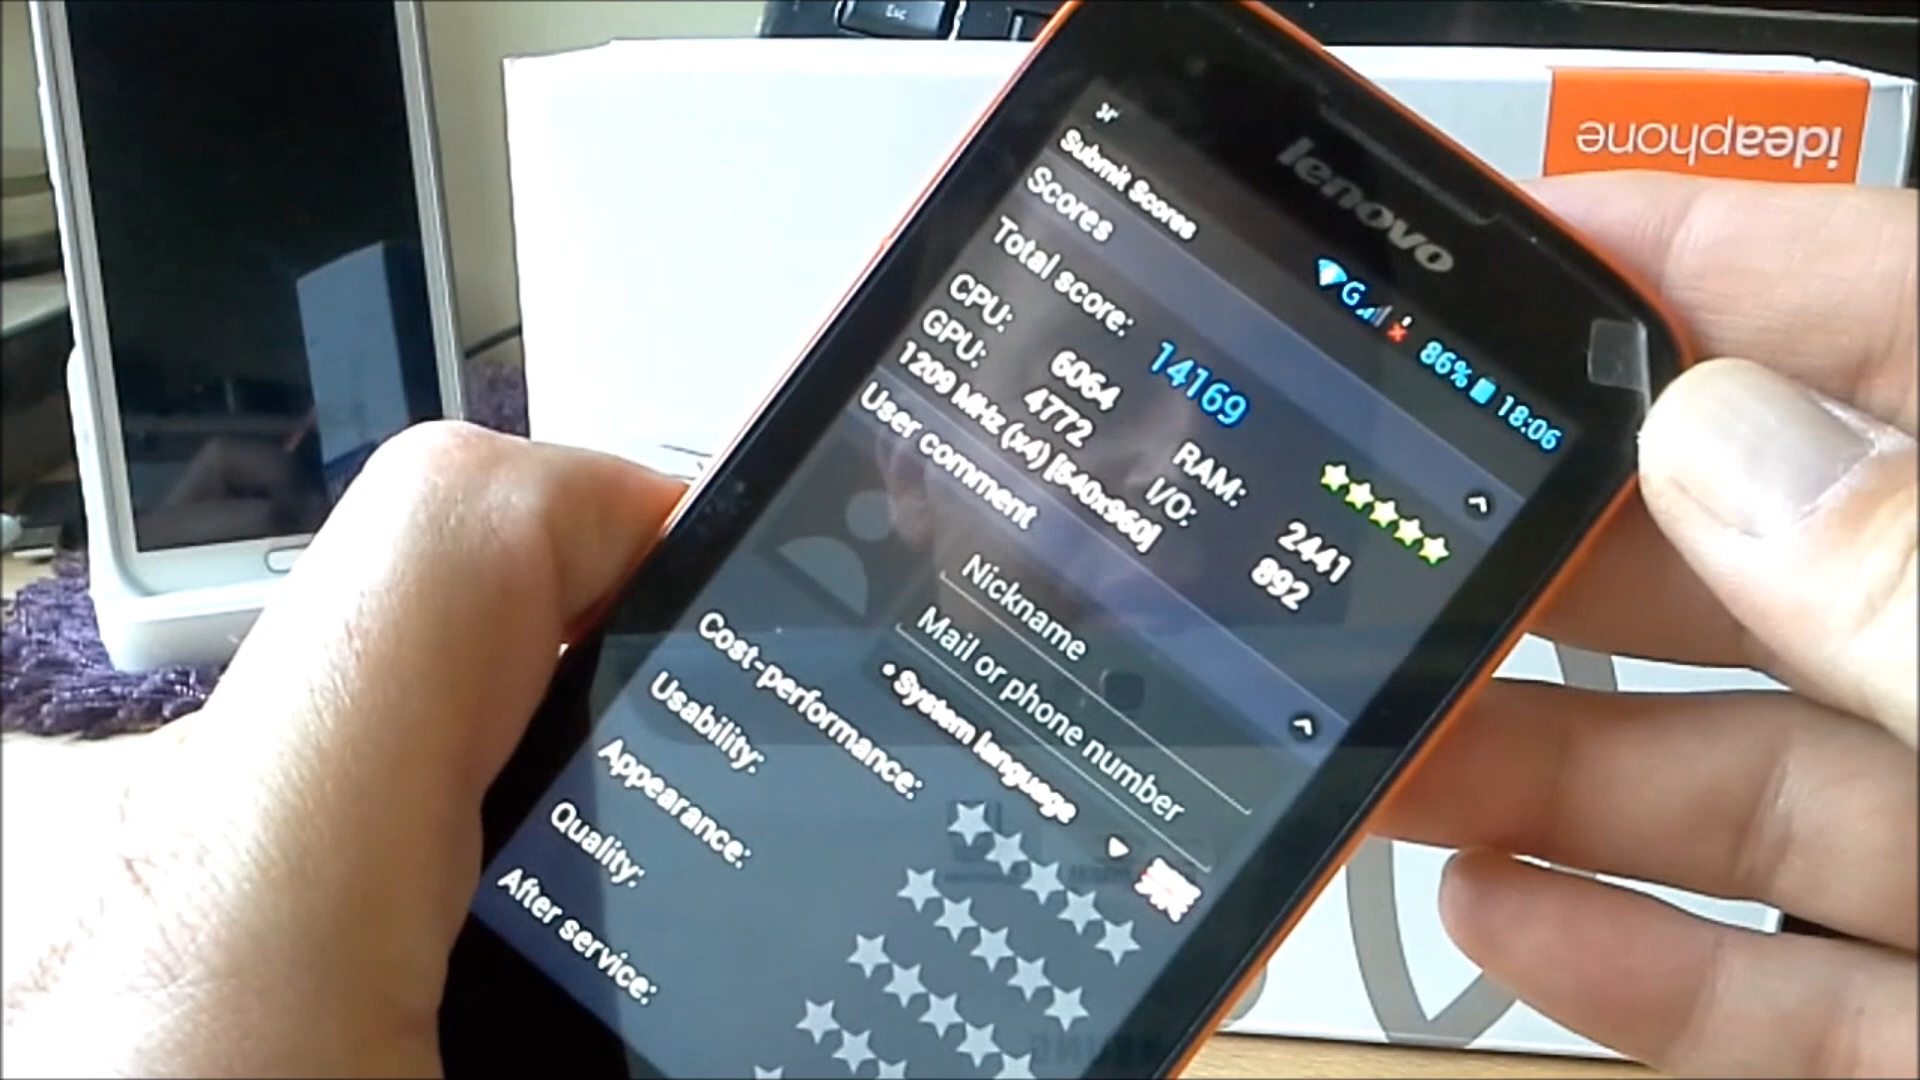 Esc
ideaphone
lenovo
34°
G 86% 18:06
Submit Scores
Scores
Total score: 14169
CPU: 6064 RAM: 2441
GPU: 4772 I/O: 892
1209 MHz (x4) [540x960]
User comment
Nickname
Mail or phone number
• System language
Cost-performance:
Usability:
Appearance:
Quality:
After service: